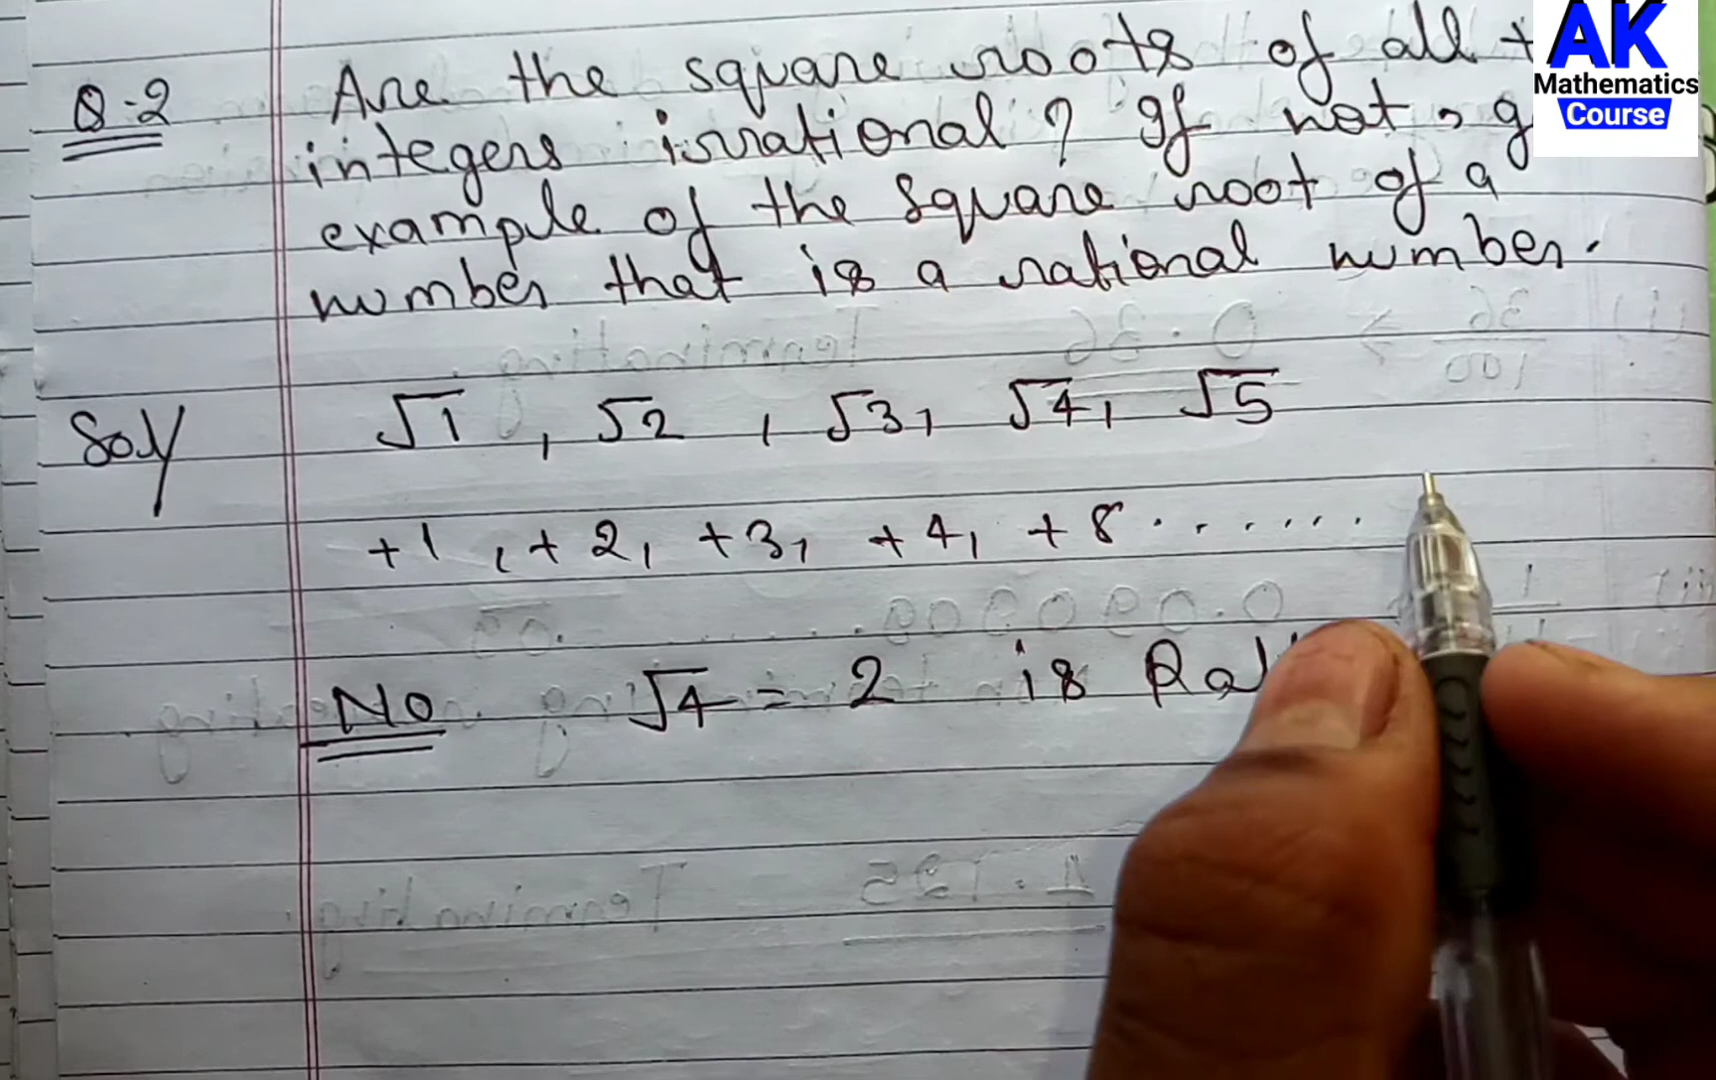 Q.2 Are the square roots of all +
integers irrational? If not, g
example of the square root of a
number that is a rational number.
Soly √1, √2, √3, √4, √5
+1, +2, +3, +4, +8.......
No √4 = 2 is Rat
AK
Mathematics
Course